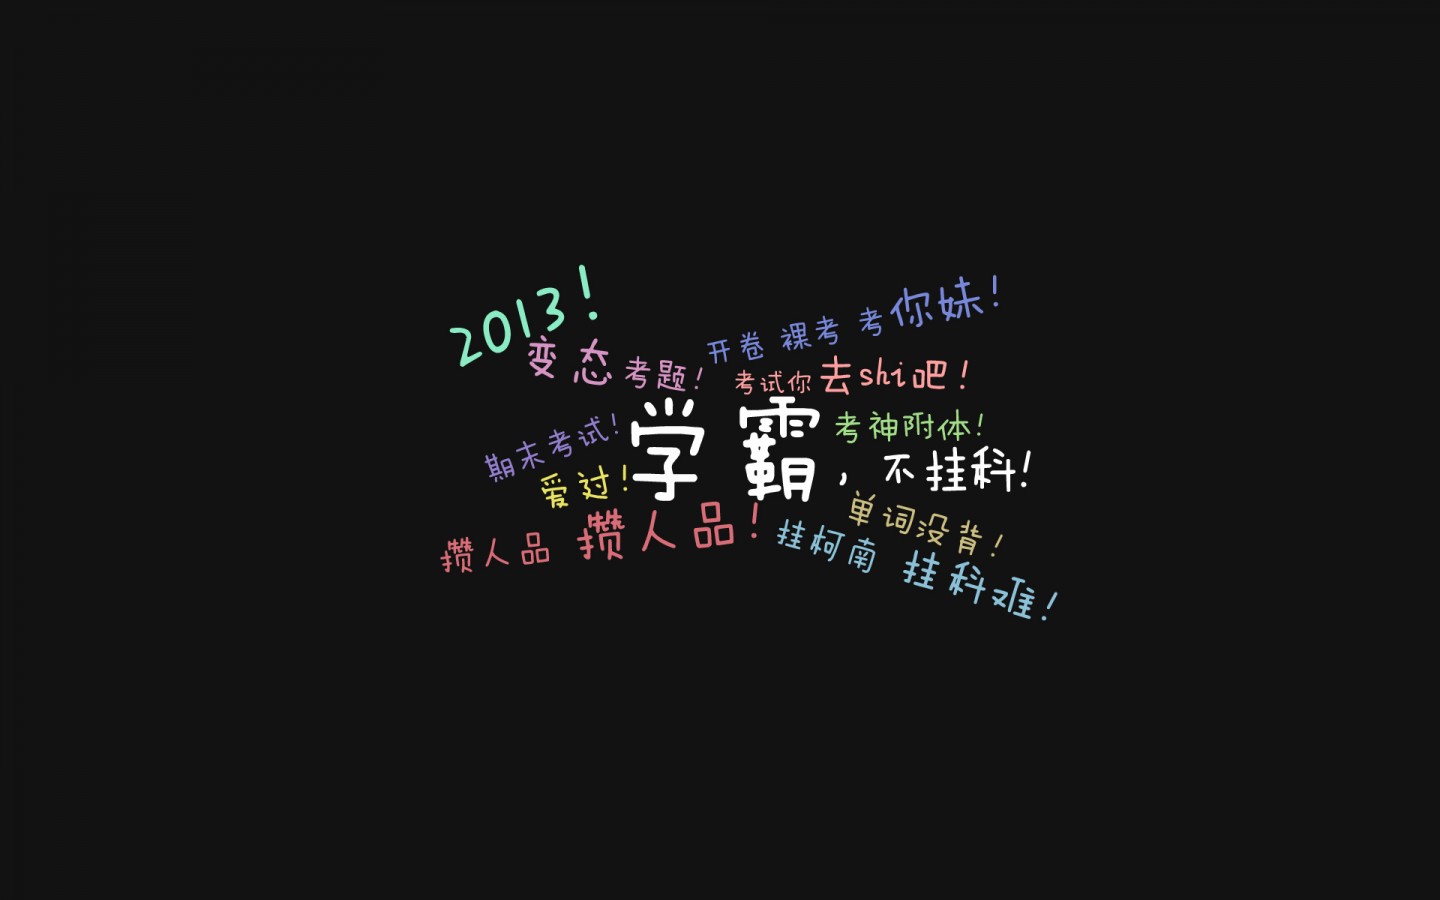 2013！
变态考题！
开卷 裸考 考你妹！
考试你去shi吧！
期末考试！
学霸，不挂科！
考神附体！
爱过！
攒人品 攒人品！
单词没背！
挂柯南 挂科难！